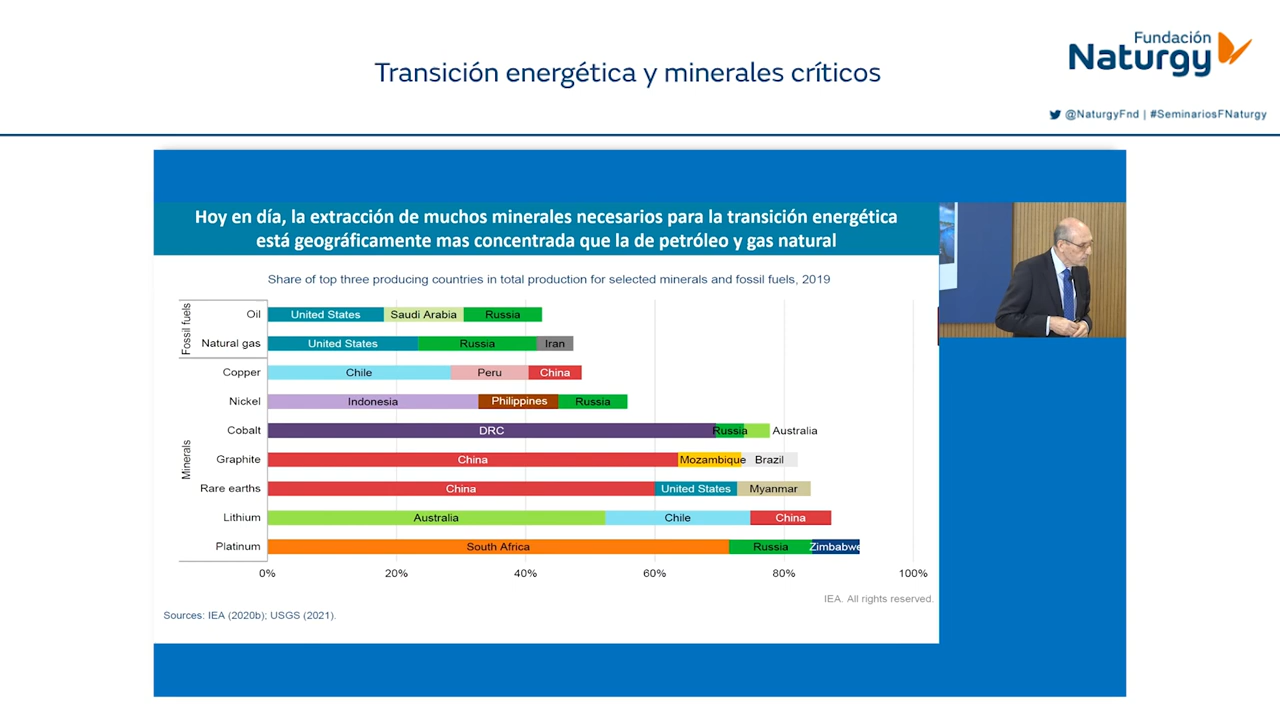 Transición energética y minerales críticos
Fundación
Naturgy
@NaturgyFnd | #SeminariosFNaturgy
Hoy en día, la extracción de muchos minerales necesarios para la transición energética
está geográficamente mas concentrada que la de petróleo y gas natural
Share of top three producing countries in total production for selected minerals and fossil fuels, 2019
Fossil fuels
Oil United States Saudi Arabia Russia
Natural gas United States Russia Iran
Minerals
Copper Chile Peru China
Nickel Indonesia Philippines Russia
Cobalt DRC Russia Australia
Graphite China Mozambique Brazil
Rare earths China United States Myanmar
Lithium Australia Chile China
Platinum South Africa Russia Zimbabwe
0% 20% 40% 60% 80% 100%
IEA. All rights reserved.
Sources: IEA (2020b); USGS (2021).